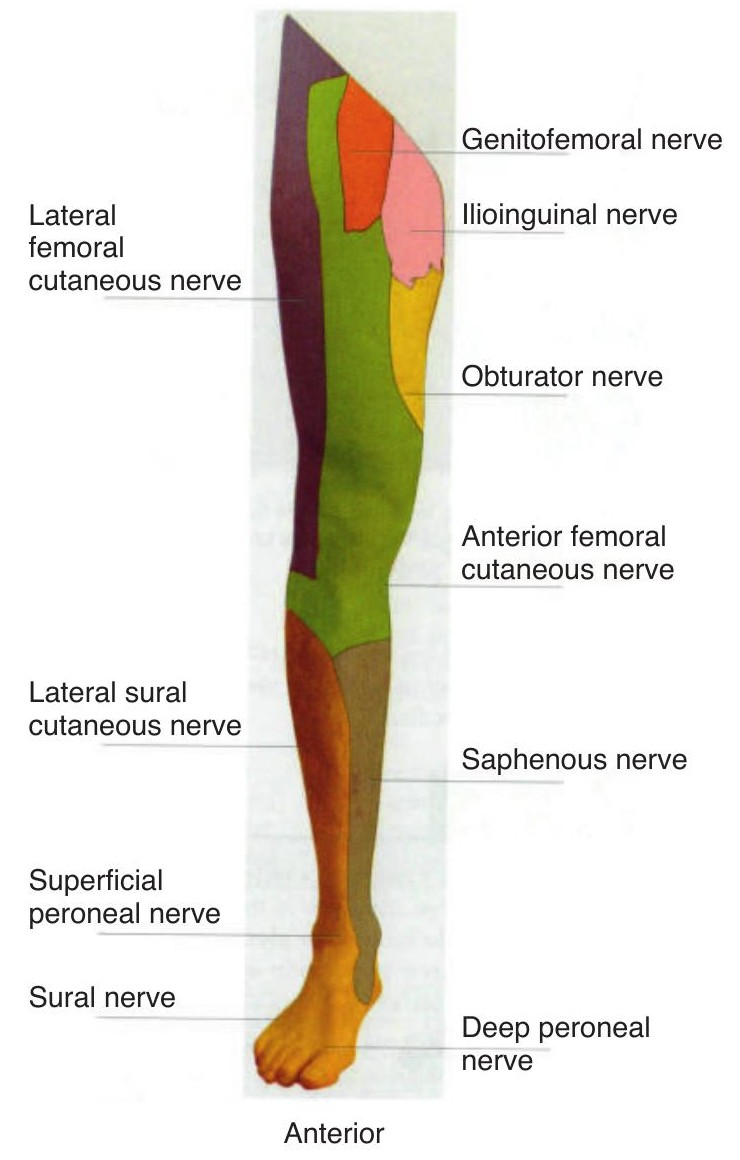 Genitofemoral nerve
Lateral
femoral
cutaneous nerve
Ilioinguinal nerve
Obturator nerve
Anterior femoral
cutaneous nerve
Lateral sural
cutaneous nerve
Saphenous nerve
Superficial
peroneal nerve
Sural nerve
Deep peroneal
nerve
Anterior